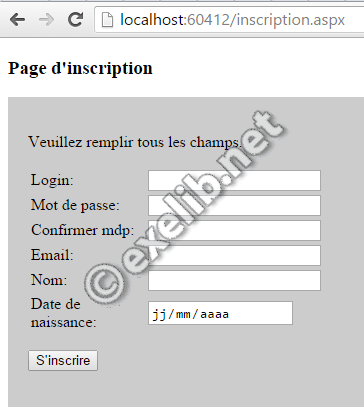 localhost:60412/inscription.aspx
Page d'inscription
Veuillez remplir tous les champs.
Login:
Mot de passe:
Confirmer mdp:
Email:
Nom:
Date de
naissance:
jj/mm/aaaa
S'inscrire
© exelib.net